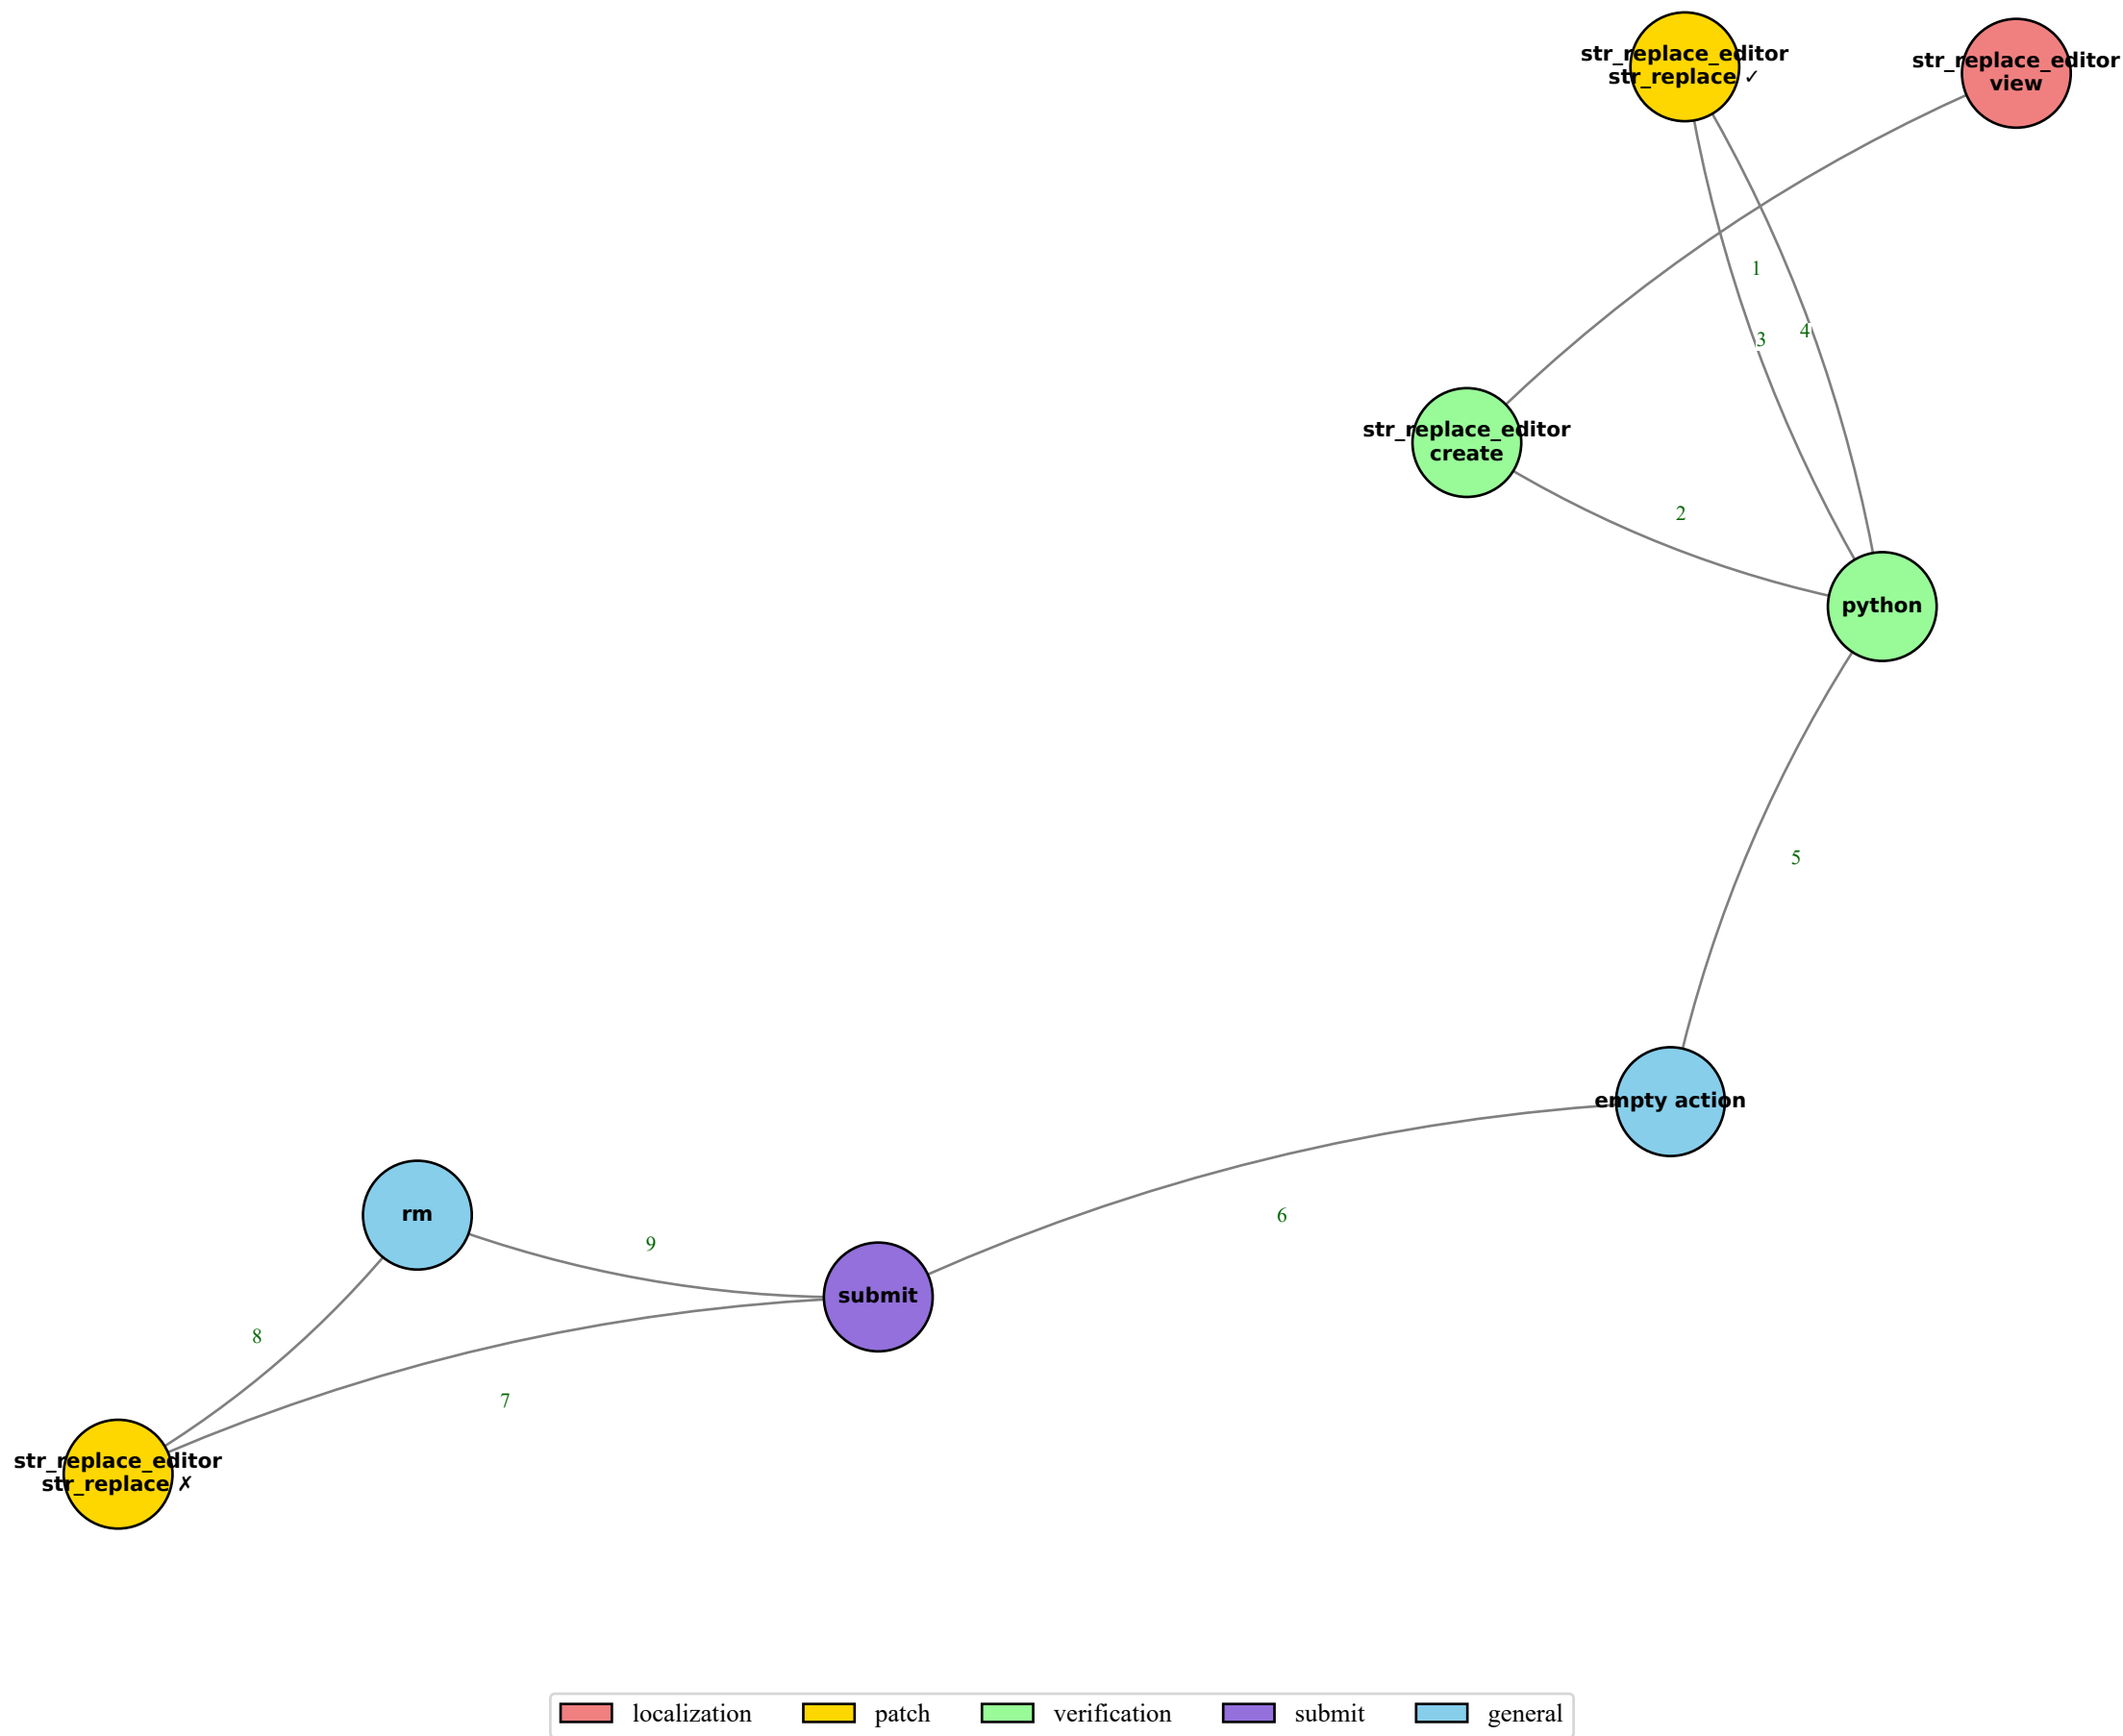 str_replace_editor
str_replace ✓
str_replace_editor
view
1
3
4
str_replace_editor
create
2
python
5
empty action
rm
9
6
submit
8
7
str_replace_editor
str_replace ✗
localization
patch
verification
submit
general